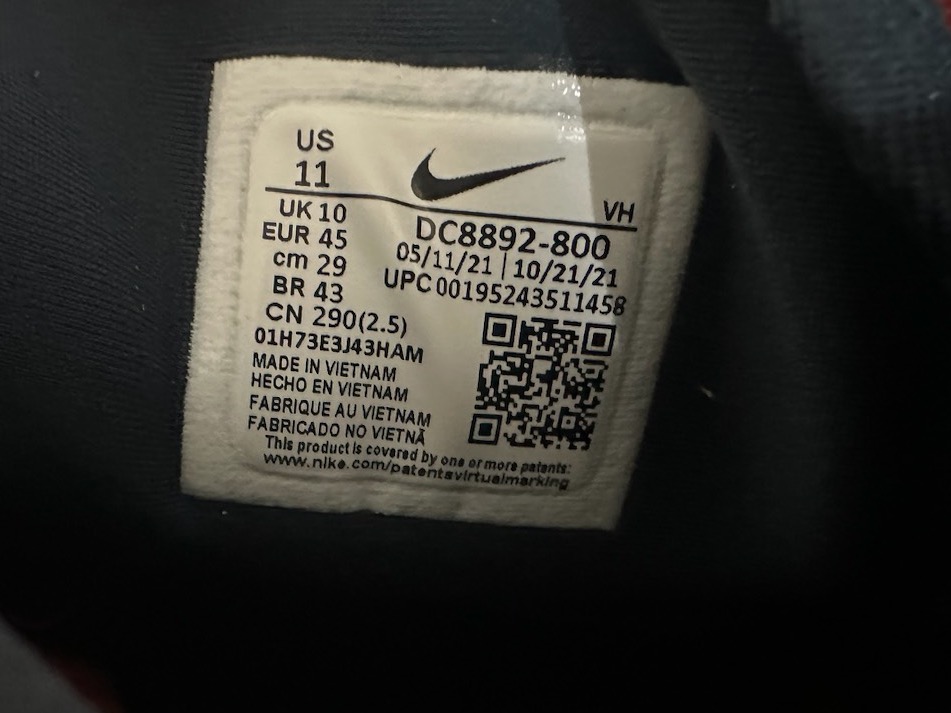 US
11
VH
UK 10
EUR 45
cm 29
BR 43
CN 290(2.5)
DC8892-800
05/11/21 | 10/21/21
UPC 00195243511458
01H73E3J43HAM
MADE IN VIETNAM
HECHO EN VIETNAM
FABRIQUE AU VIETNAM
FABRICADO NO VIETNÃ
This product is covered by one or more patents:
www.nike.com/patentsvirtualmarking